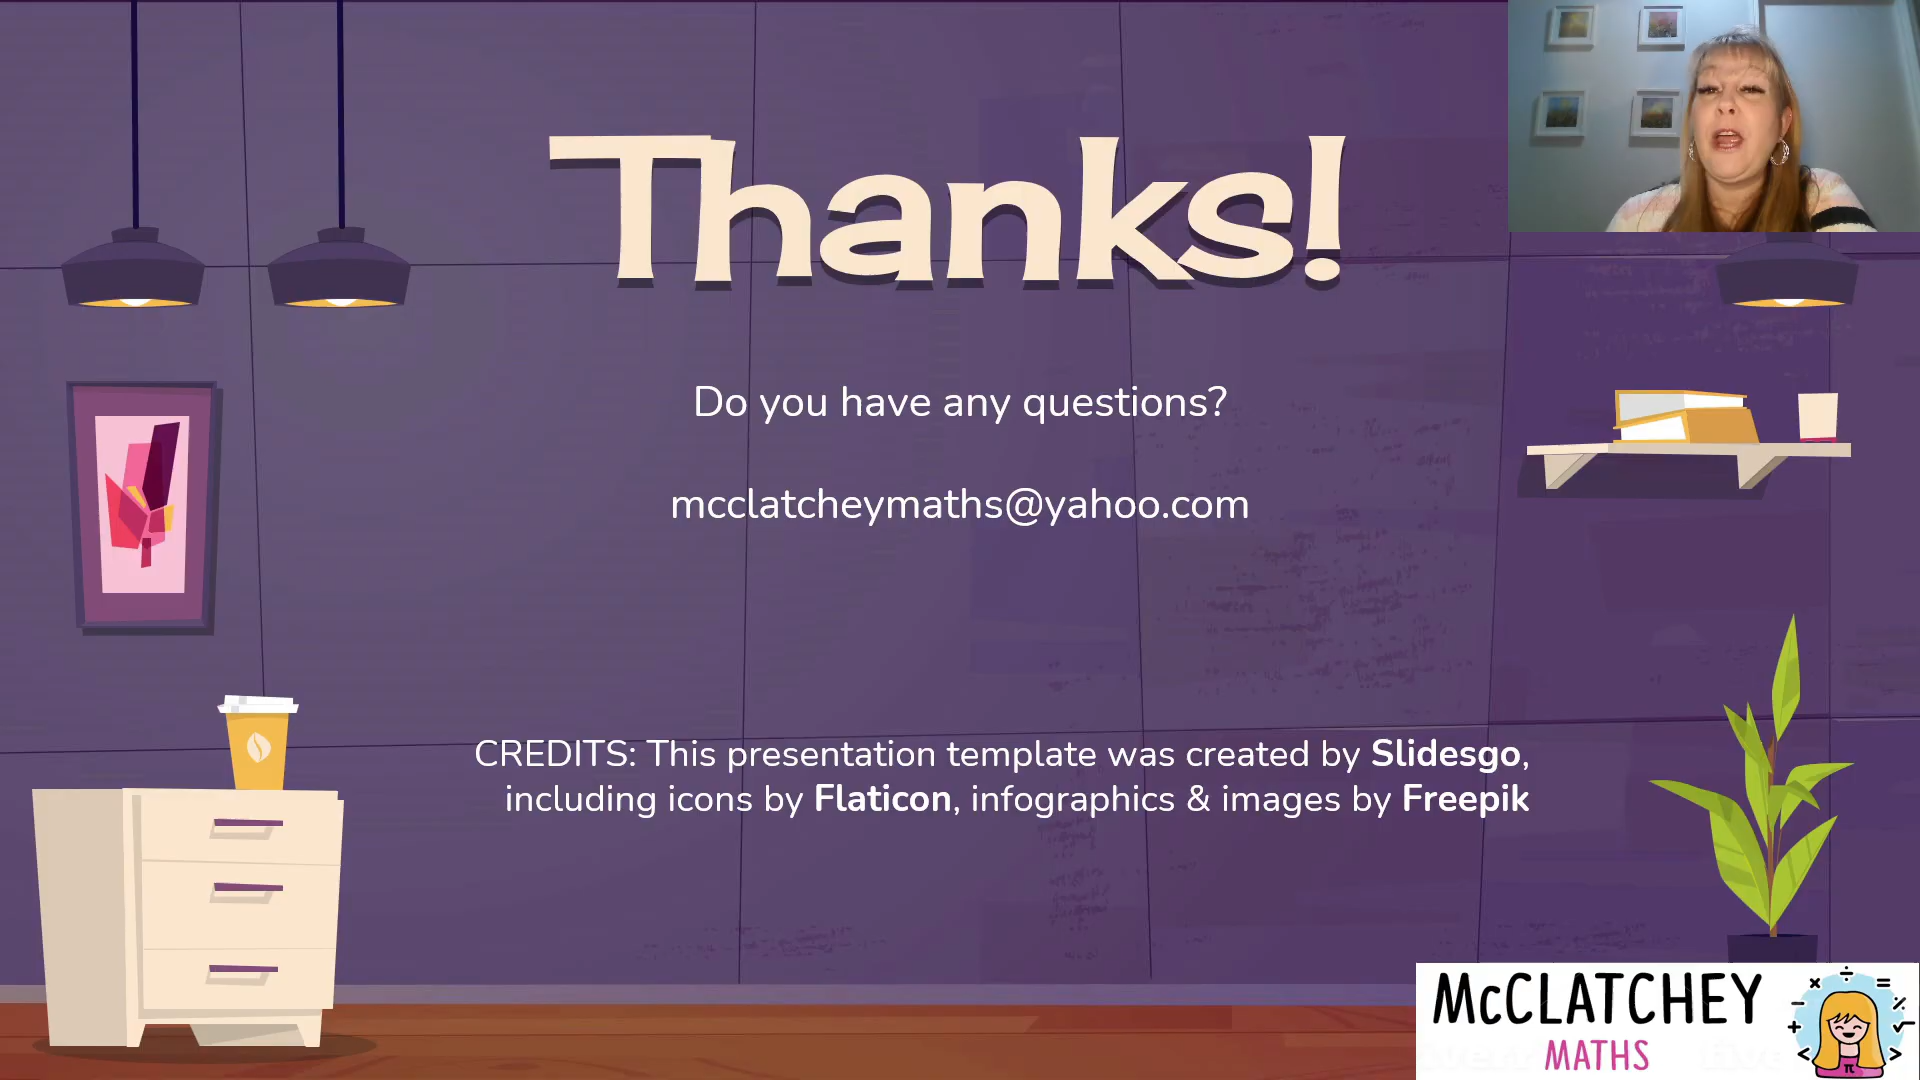 Thanks!
Do you have any questions?
mcclatcheymaths@yahoo.com
CREDITS: This presentation template was created by Slidesgo,
including icons by Flaticon, infographics & images by Freepik
McCLATCHEY
MATHS